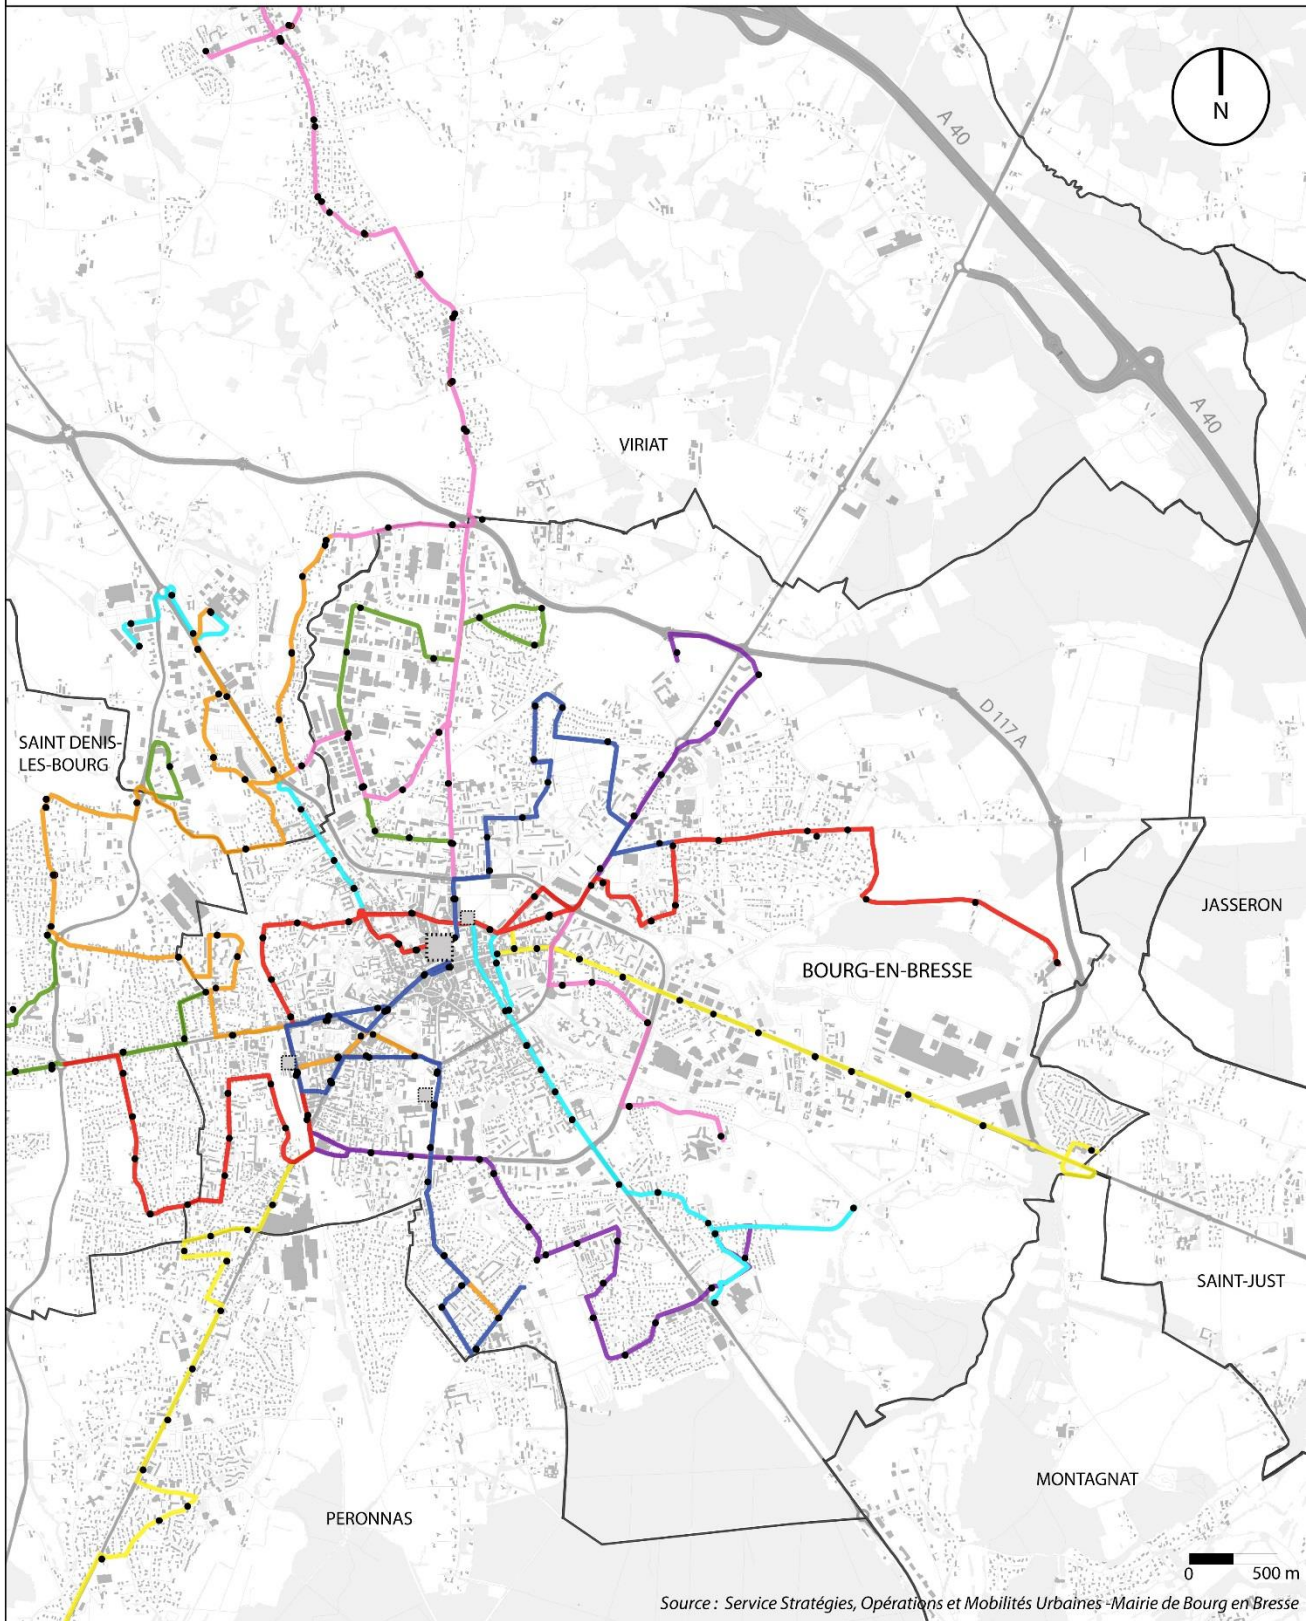 N
A 40
A 40
VIRIAT
D 117A
SAINT DENIS-
LES-BOURG
JASSERON
BOURG-EN-BRESSE
SAINT-JUST
MONTAGNAT
PERONNAS
0 500 m
Source : Service Stratégies, Opérations et Mobilités Urbaines -Mairie de Bourg en Bresse